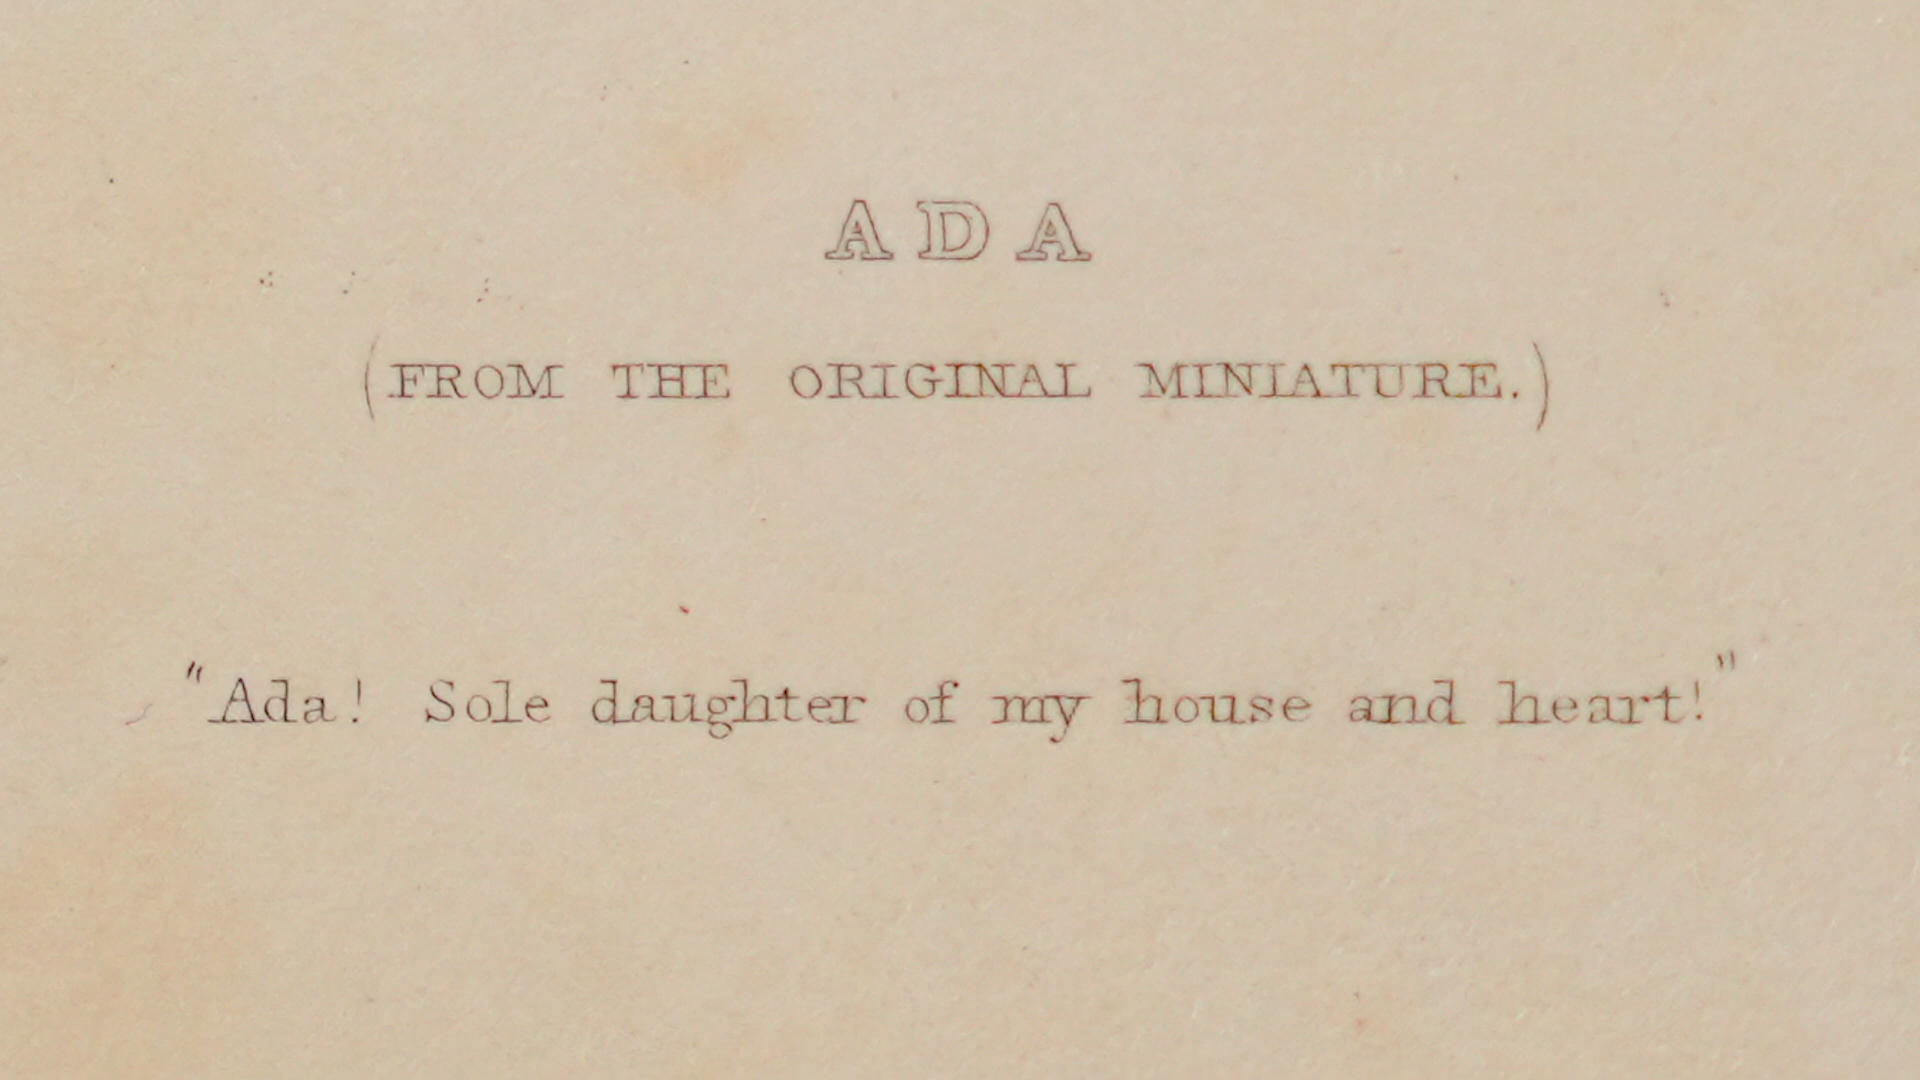 ADA
(FROM THE ORIGINAL MINIATURE.)
"Ada! Sole daughter of my house and heart!"